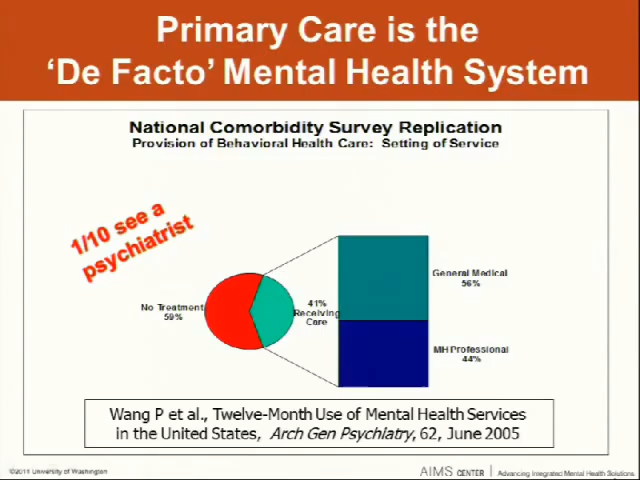 Primary Care is the
‘De Facto’ Mental Health System
National Comorbidity Survey Replication
Provision of Behavioral Health Care: Setting of Service
1/10 see a
psychiatrist
General Medical
56%
No Treatment
59%
41%
Receiving
Care
MH Professional
44%
Wang P et al., Twelve-Month Use of Mental Health Services
in the United States, Arch Gen Psychiatry, 62, June 2005
©2011 University of Washington
AIMS CENTER | Advancing Integrated Mental Health Solutions